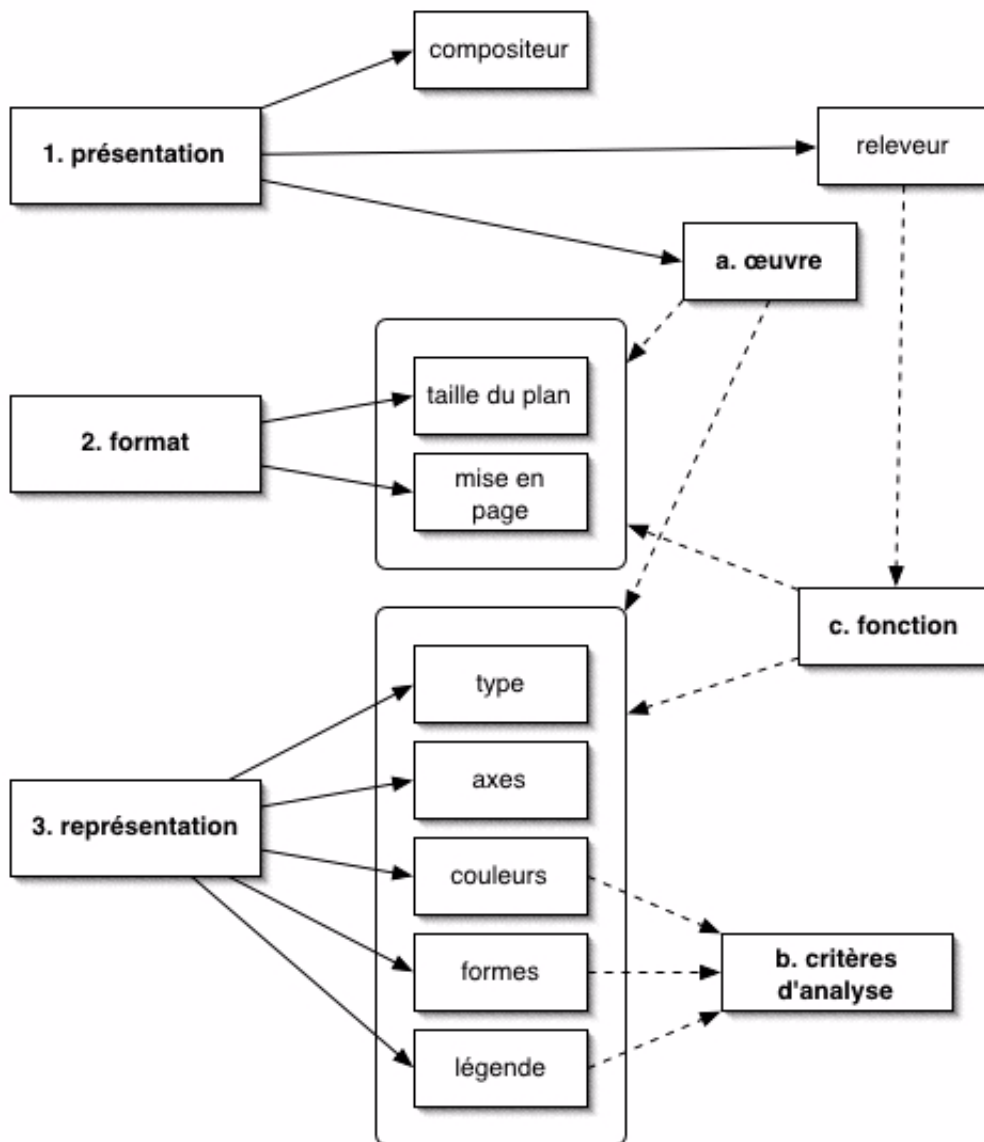 compositeur
1. présentation
releveur
a. œuvre
taille du plan
2. format
mise en
page
c. fonction
type
axes
3. représentation
couleurs
formes
b. critères
d'analyse
légende